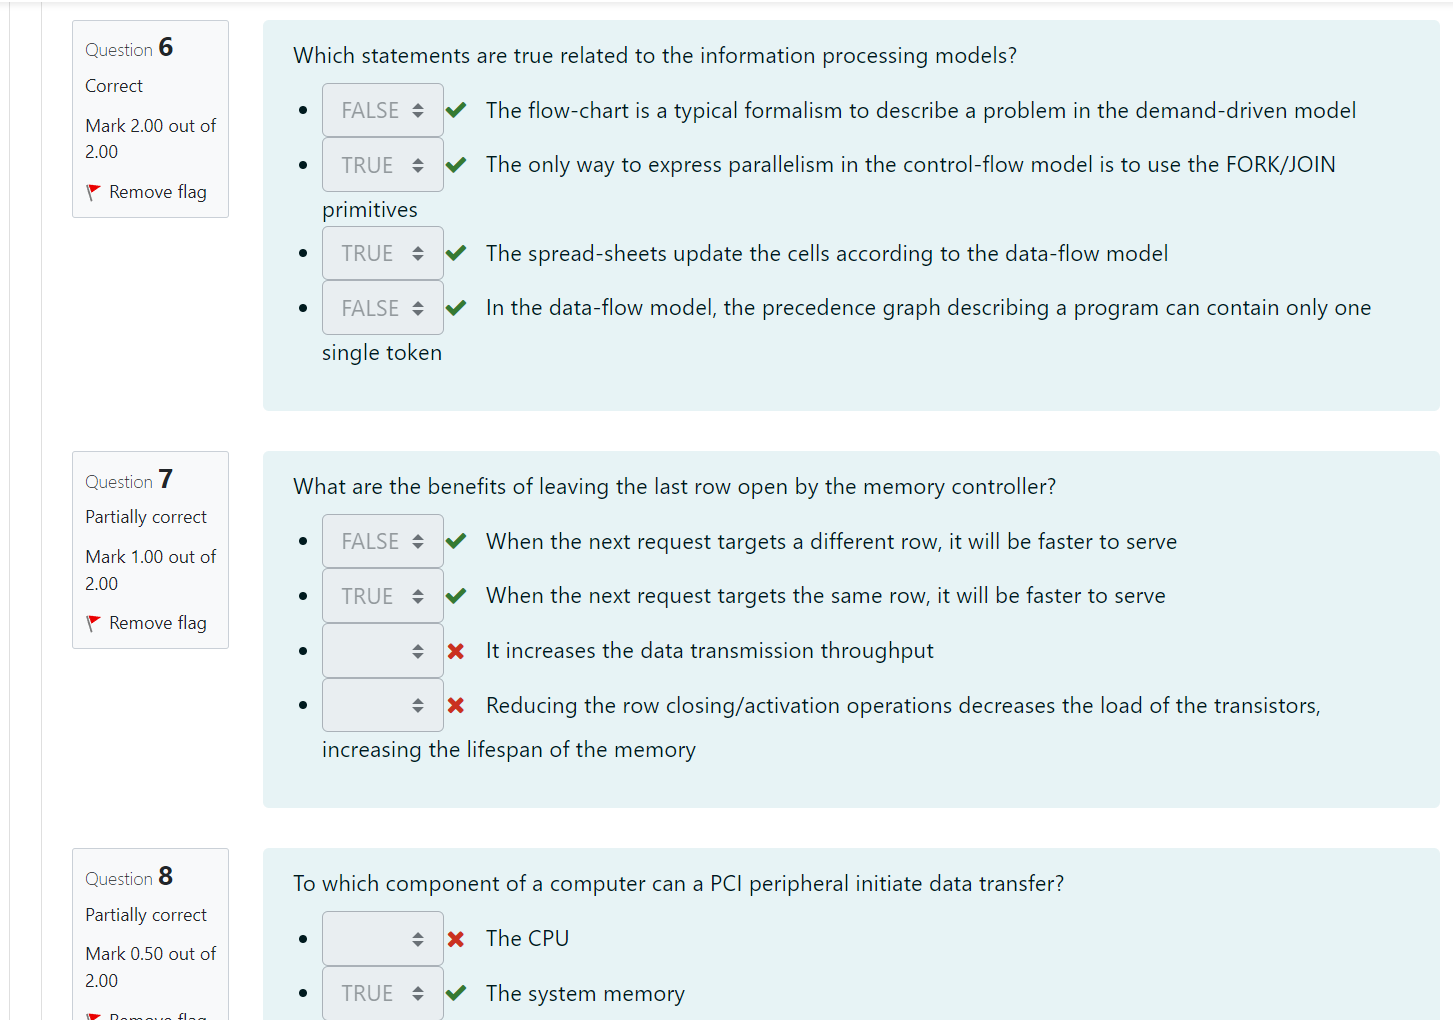 Question 6
Correct
Mark 2.00 out of
2.00
Remove flag
Which statements are true related to the information processing models?
FALSE The flow-chart is a typical formalism to describe a problem in the demand-driven model
TRUE The only way to express parallelism in the control-flow model is to use the FORK/JOIN
primitives
TRUE The spread-sheets update the cells according to the data-flow model
FALSE In the data-flow model, the precedence graph describing a program can contain only one
single token
Question 7
Partially correct
Mark 1.00 out of
2.00
Remove flag
What are the benefits of leaving the last row open by the memory controller?
FALSE When the next request targets a different row, it will be faster to serve
TRUE When the next request targets the same row, it will be faster to serve
It increases the data transmission throughput
Reducing the row closing/activation operations decreases the load of the transistors,
increasing the lifespan of the memory
Question 8
Partially correct
Mark 0.50 out of
2.00
Remove flag
To which component of a computer can a PCI peripheral initiate data transfer?
The CPU
TRUE The system memory